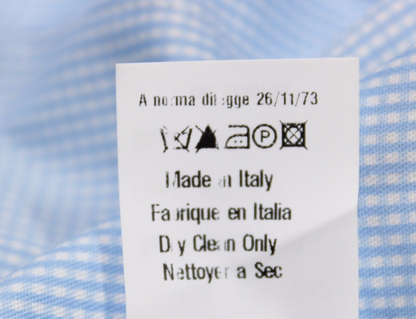 A norma di legge 26/11/73
P
Made in Italy
Fabrique en Italia
Dry Clean Only
Nettoyer a Sec